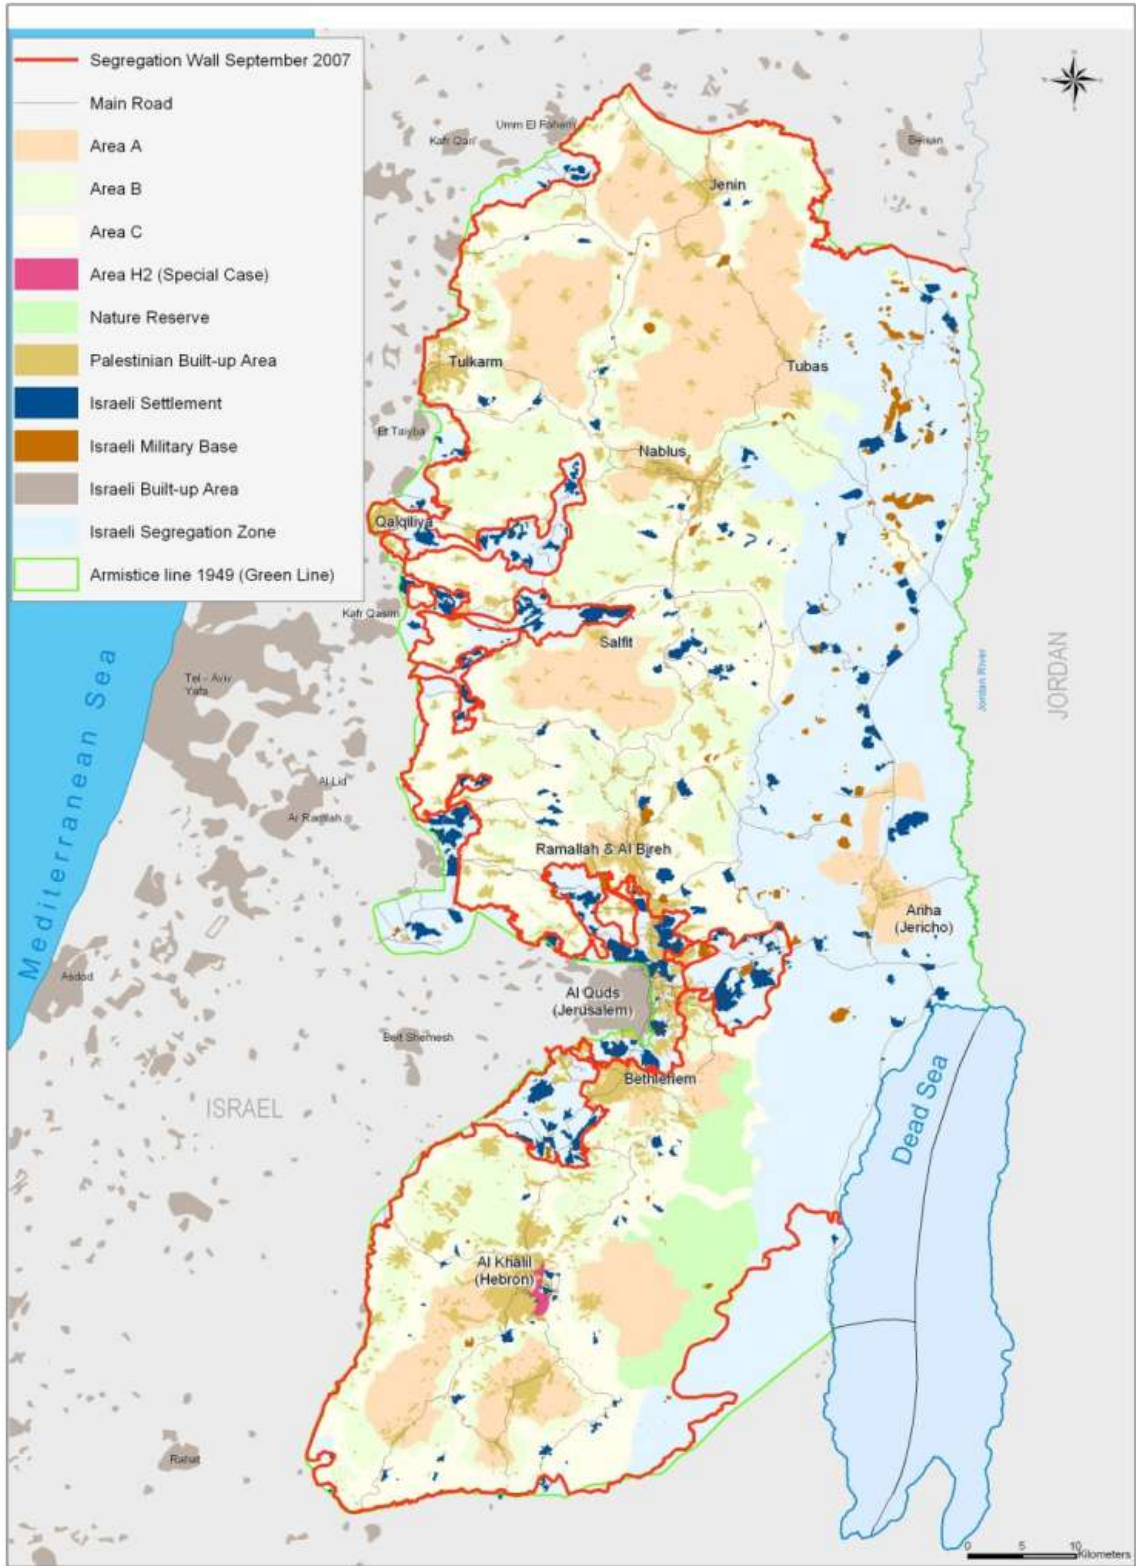 Segregation Wall September 2007
Main Road
Area A
Area B
Area C
Area H2 (Special Case)
Nature Reserve
Palestinian Built-up Area
Israeli Settlement
Israeli Military Base
Israeli Built-up Area
Israeli Segregation Zone
Armistice line 1949 (Green Line)
Umm El Fahem
Kafr Qari
Beisan
Jenin
Tulkarm
Tubas
Et Taiyba
Nablus
Qalqiliya
Kafr Qasim
Salfit
Mediterranean Sea
Tel - Aviv
Yafa
JORDAN
Jordan River
Al Lid
Ar Ramlah
Ramallah & Al Bireh
Ariha
(Jericho)
Asdod
Al Quds
(Jerusalem)
Beit Shemesh
Bethlehem
ISRAEL
Dead Sea
Al Khalil
(Hebron)
Rahat
0 5 10
Kilometers